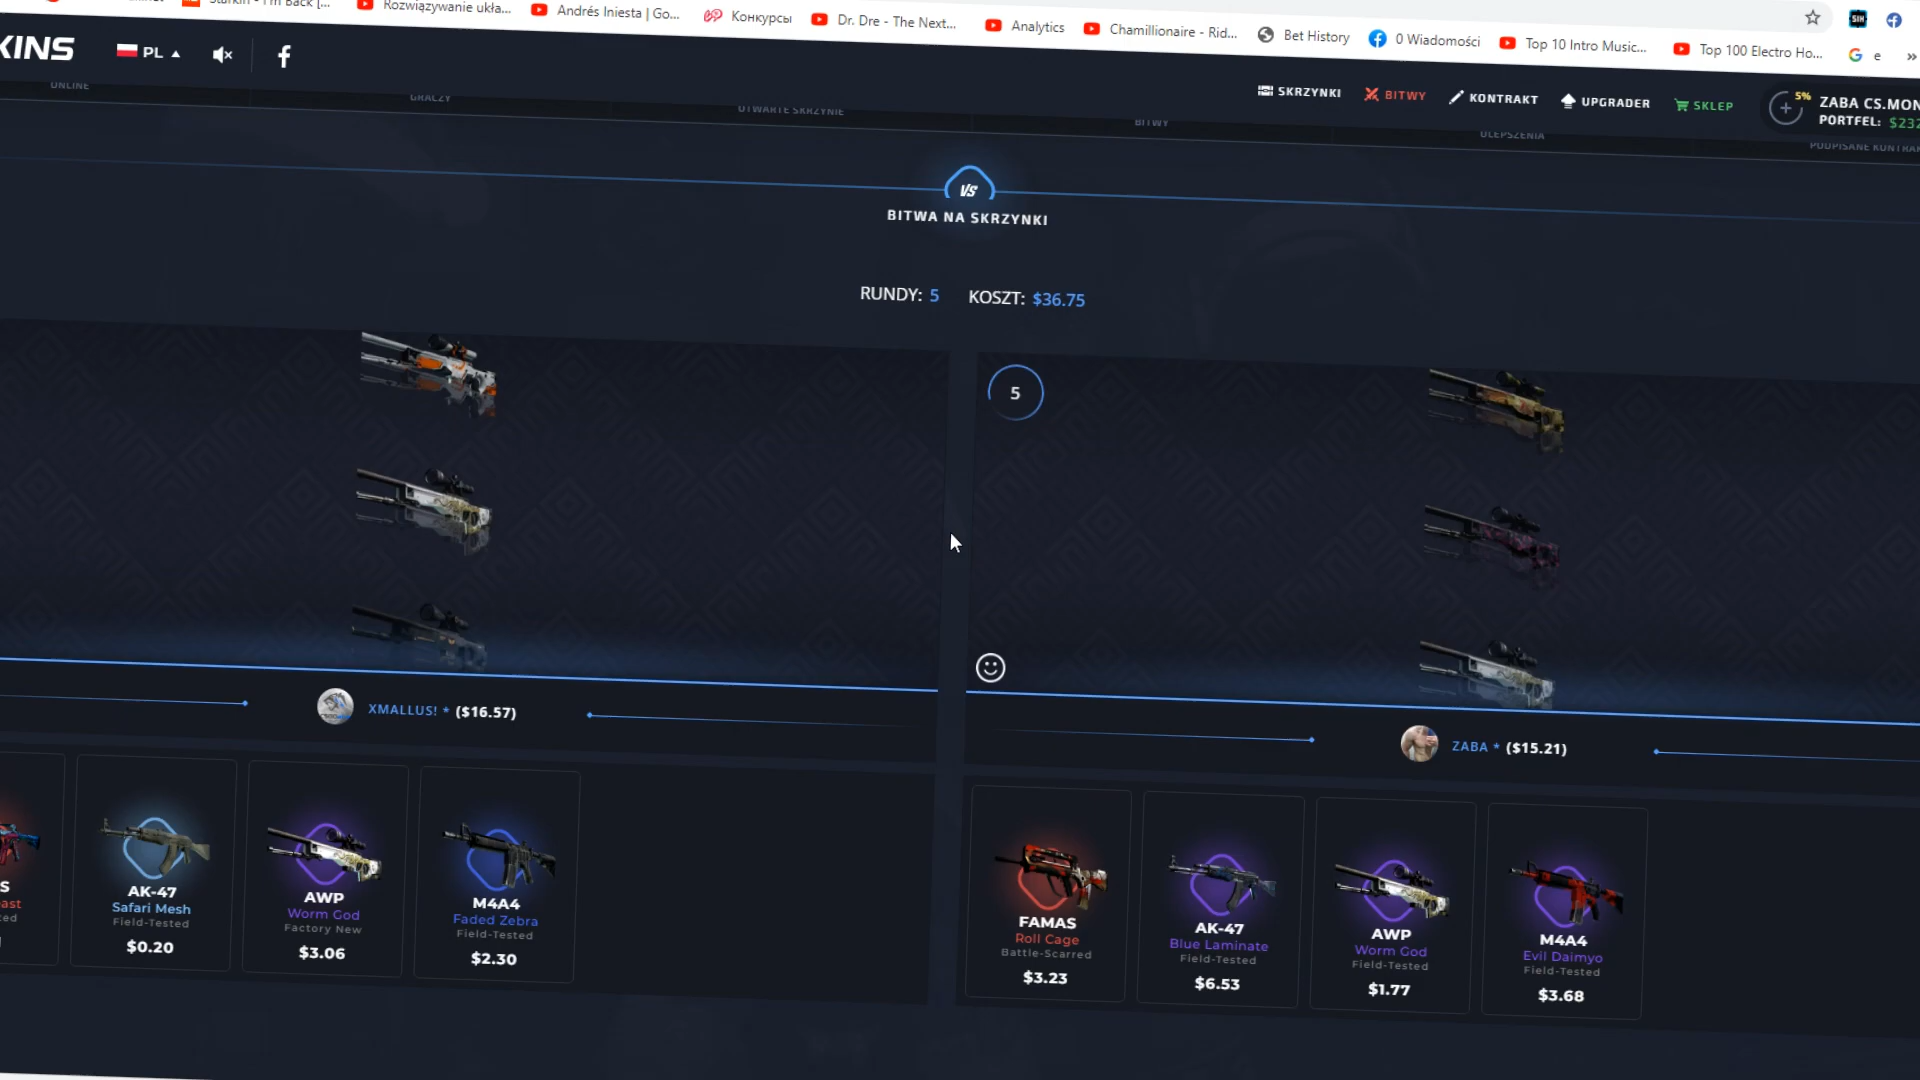 Rozwiązywanie ukła...
Andrés Iniesta | Go...
Конкурсы
Dr. Dre - The Next...
Analytics
Chamillionaire - Rid...
Bet History
0 Wiadomości
Top 10 Intro Music...
Top 100 Electro Ho...
e
»
KINS
PL
SKRZYNKI
BITWY
KONTRAKT
UPGRADER
SKLEP
5%
ZABA CS.MON
PORTFEL: $232
ONLINE
GRACZY
OTWARTE SKRZYNIE
BITWY
ULEPSZENIA
PODPISANE KONTRAK
VS
BITWA NA SKRZYNKI
RUNDY: 5 KOSZT: $36.75
5
XMALLUS! * ($16.57)
ZABA * ($15.21)
AK-47
Safari Mesh
Field-Tested
$0.20
AWP
Worm God
Factory New
$3.06
M4A4
Faded Zebra
Field-Tested
$2.30
FAMAS
Roll Cage
Battle-Scarred
$3.23
AK-47
Blue Laminate
Field-Tested
$6.53
AWP
Worm God
Field-Tested
$1.77
M4A4
Evil Daimyo
Field-Tested
$3.68